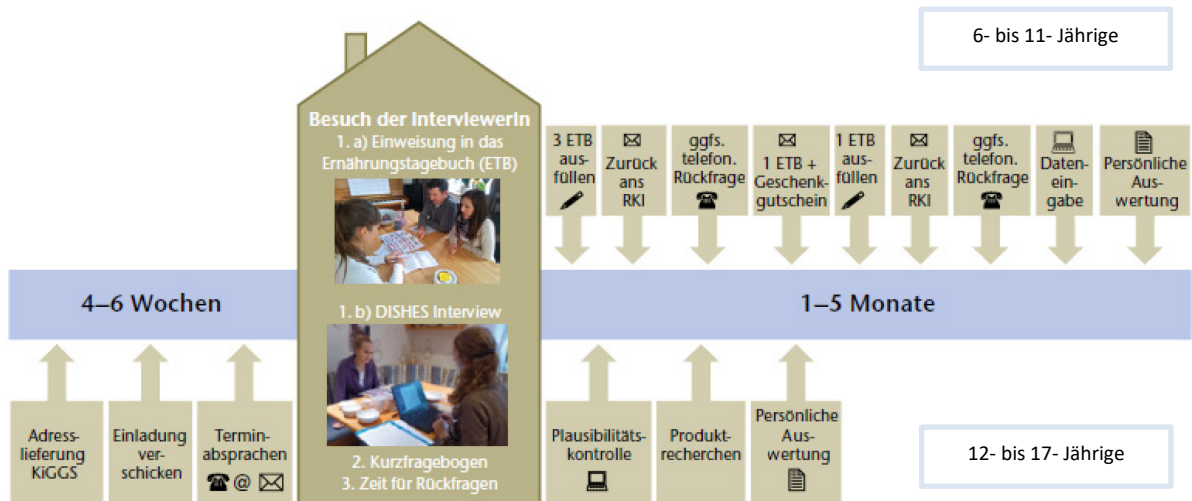 6- bis 11- Jährige
Besuch der InterviewerIn
1. a) Einweisung in das
Ernährungstagebuch (ETB)
1. b) DISHES Interview
2. Kurzfragebogen
3. Zeit für Rückfragen
3 ETB
aus-
füllen
Zurück
ans
RKI
ggfs.
telefon.
Rückfrage
1 ETB +
Geschenk-
gutschein
1 ETB
aus-
füllen
Zurück
ans
RKI
ggfs.
telefon.
Rückfrage
Daten-
ein-
gabe
Persönliche
Aus-
wertung
4–6 Wochen
1–5 Monate
Adress-
lieferung
KiGGS
Einladung
ver-
schicken
Termin-
absprachen
@
Plausibilitäts-
kontrolle
Produkt-
recherchen
Persönliche
Aus-
wertung
12- bis 17- Jährige